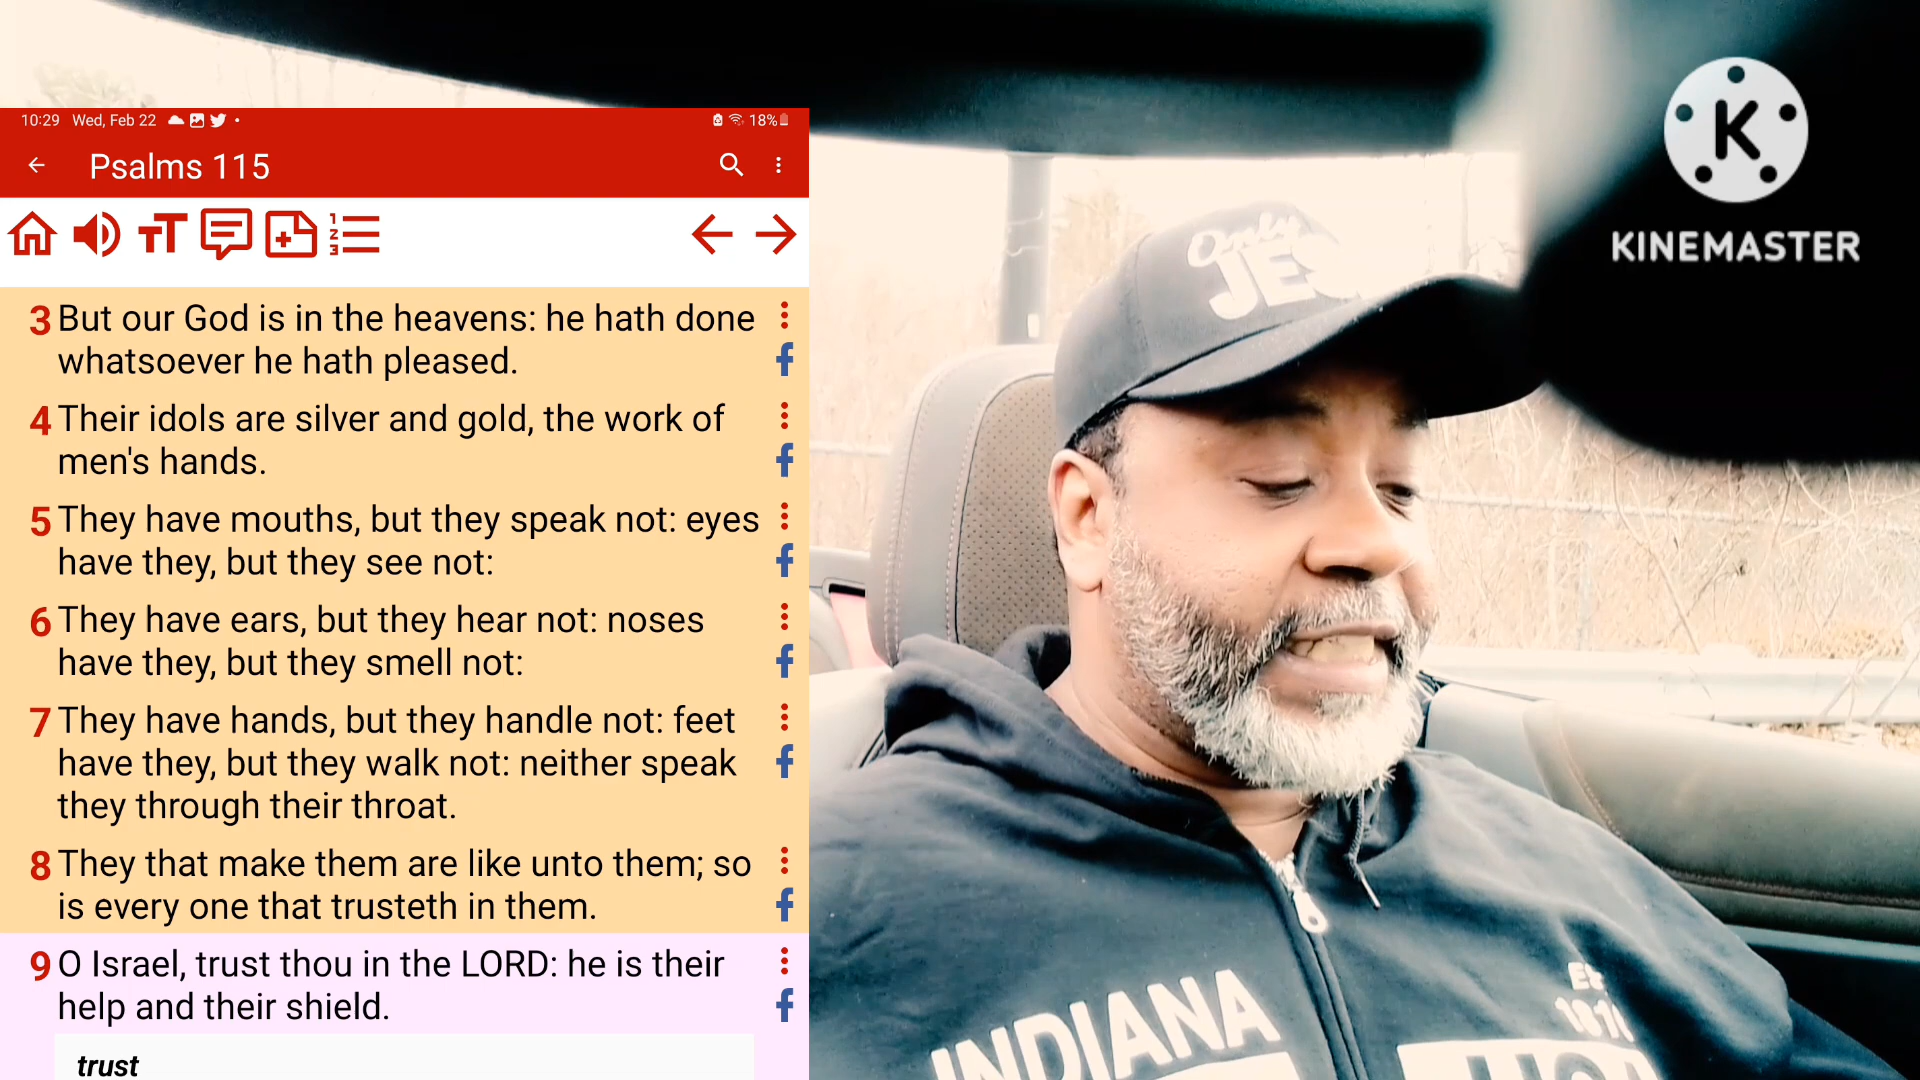 10:29 Wed, Feb 22
18%
Psalms 115
3 But our God is in the heavens: he hath done
whatsoever he hath pleased.
4 Their idols are silver and gold, the work of
men's hands.
5 They have mouths, but they speak not: eyes
have they, but they see not:
6 They have ears, but they hear not: noses
have they, but they smell not:
7 They have hands, but they handle not: feet
have they, but they walk not: neither speak
they through their throat.
8 They that make them are like unto them; so
is every one that trusteth in them.
9 O Israel, trust thou in the LORD: he is their
help and their shield.
trust
K
KINEMASTER
Only
INDIANA